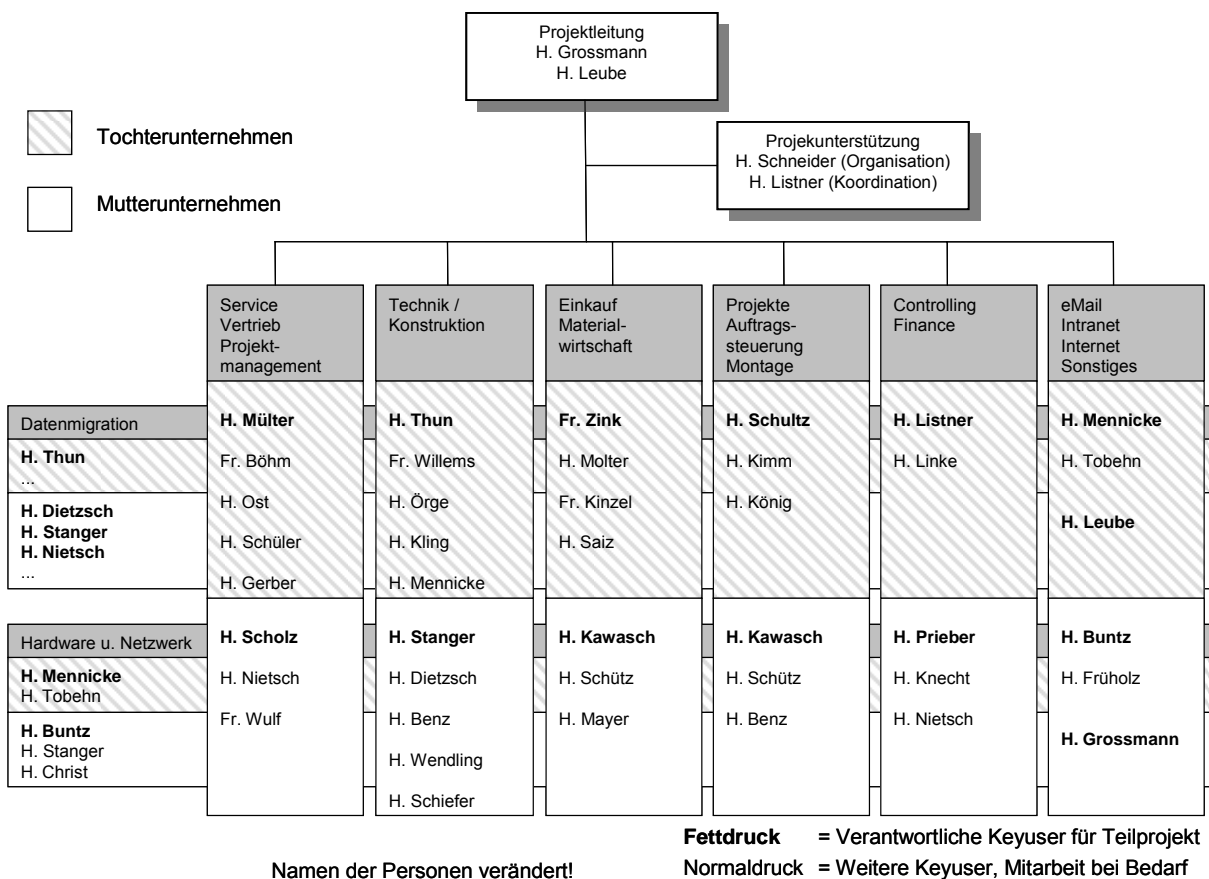 Projektleitung
H. Grossmann
H. Leube
Tochterunternehmen
Mutterunternehmen
Projekunterstützung
H. Schneider (Organisation)
H. Listner (Koordination)
Service
Vertrieb
Projekt-
management
Technik /
Konstruktion
Einkauf
Material-
wirtschaft
Projekte
Auftrags-
steuerung
Montage
Controlling
Finance
eMail
Intranet
Internet
Sonstiges
Datenmigration
H. Thun
...
H. Dietzsch
H. Stanger
H. Nietsch
...
Hardware u. Netzwerk
H. Mennicke
H. Tobehn
H. Buntz
H. Stanger
H. Christ
H. Mülter
Fr. Böhm
H. Ost
H. Schüler
H. Gerber
H. Scholz
H. Nietsch
Fr. Wulf
H. Thun
Fr. Willems
H. Örge
H. Kling
H. Mennicke
H. Stanger
H. Dietzsch
H. Benz
H. Wendling
H. Schiefer
Fr. Zink
H. Molter
Fr. Kinzel
H. Saiz
H. Kawasch
H. Schütz
H. Mayer
H. Schultz
H. Kimm
H. König
H. Kawasch
H. Schütz
H. Benz
H. Listner
H. Linke
H. Prieber
H. Knecht
H. Nietsch
H. Mennicke
H. Tobehn
H. Leube
H. Buntz
H. Früholz
H. Grossmann
Namen der Personen verändert!
Fettdruck = Verantwortliche Keyuser für Teilprojekt
Normaldruck = Weitere Keyuser, Mitarbeit bei Bedarf